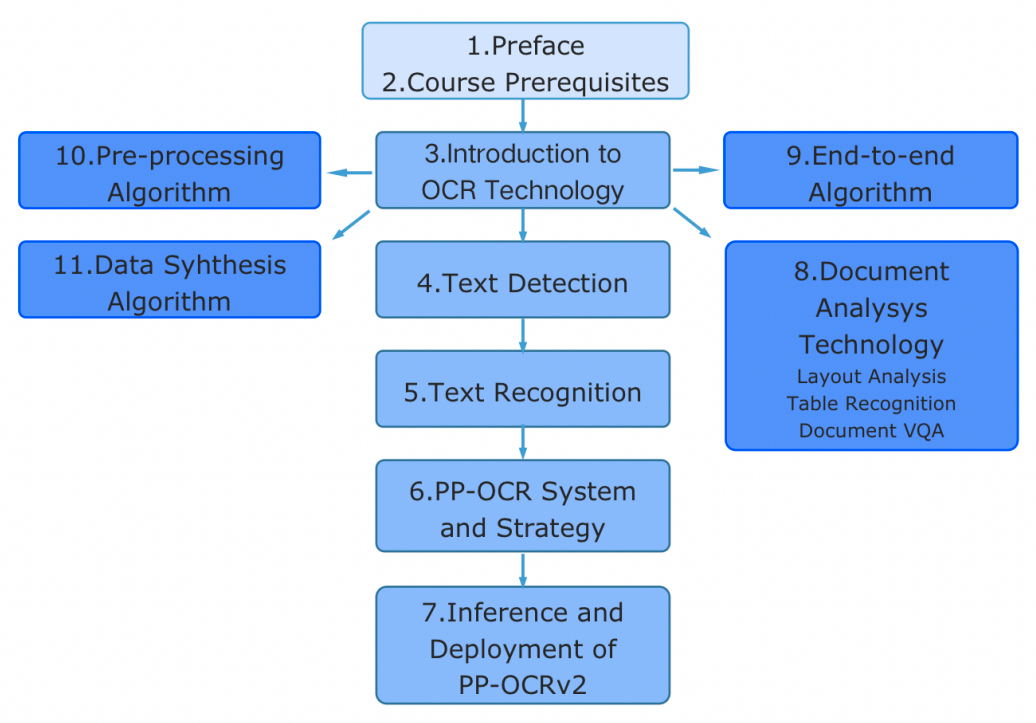 1.Preface
2.Course Prerequisites
10.Pre-processing
Algorithm
3.Introduction to
OCR Technology
9.End-to-end
Algorithm
11.Data Syhthesis
Algorithm
4.Text Detection
8.Document
Analysys
Technology
Layout Analysis
Table Recognition
Document VQA
5.Text Recognition
6.PP-OCR System
and Strategy
7.Inference and
Deployment of
PP-OCRv2